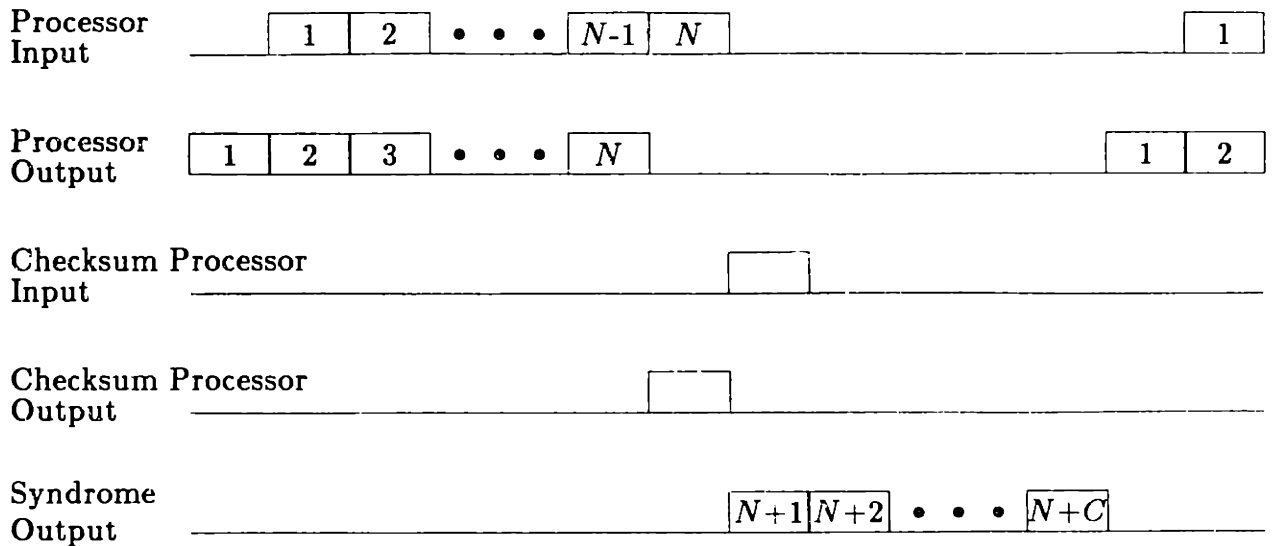 Processor
Input
1 2 • • • N-1 N 1
Processor
Output
1 2 3 • • • N 1 2
Checksum Processor
Input
Checksum Processor
Output
Syndrome
Output
N+1 N+2 • • • N+C